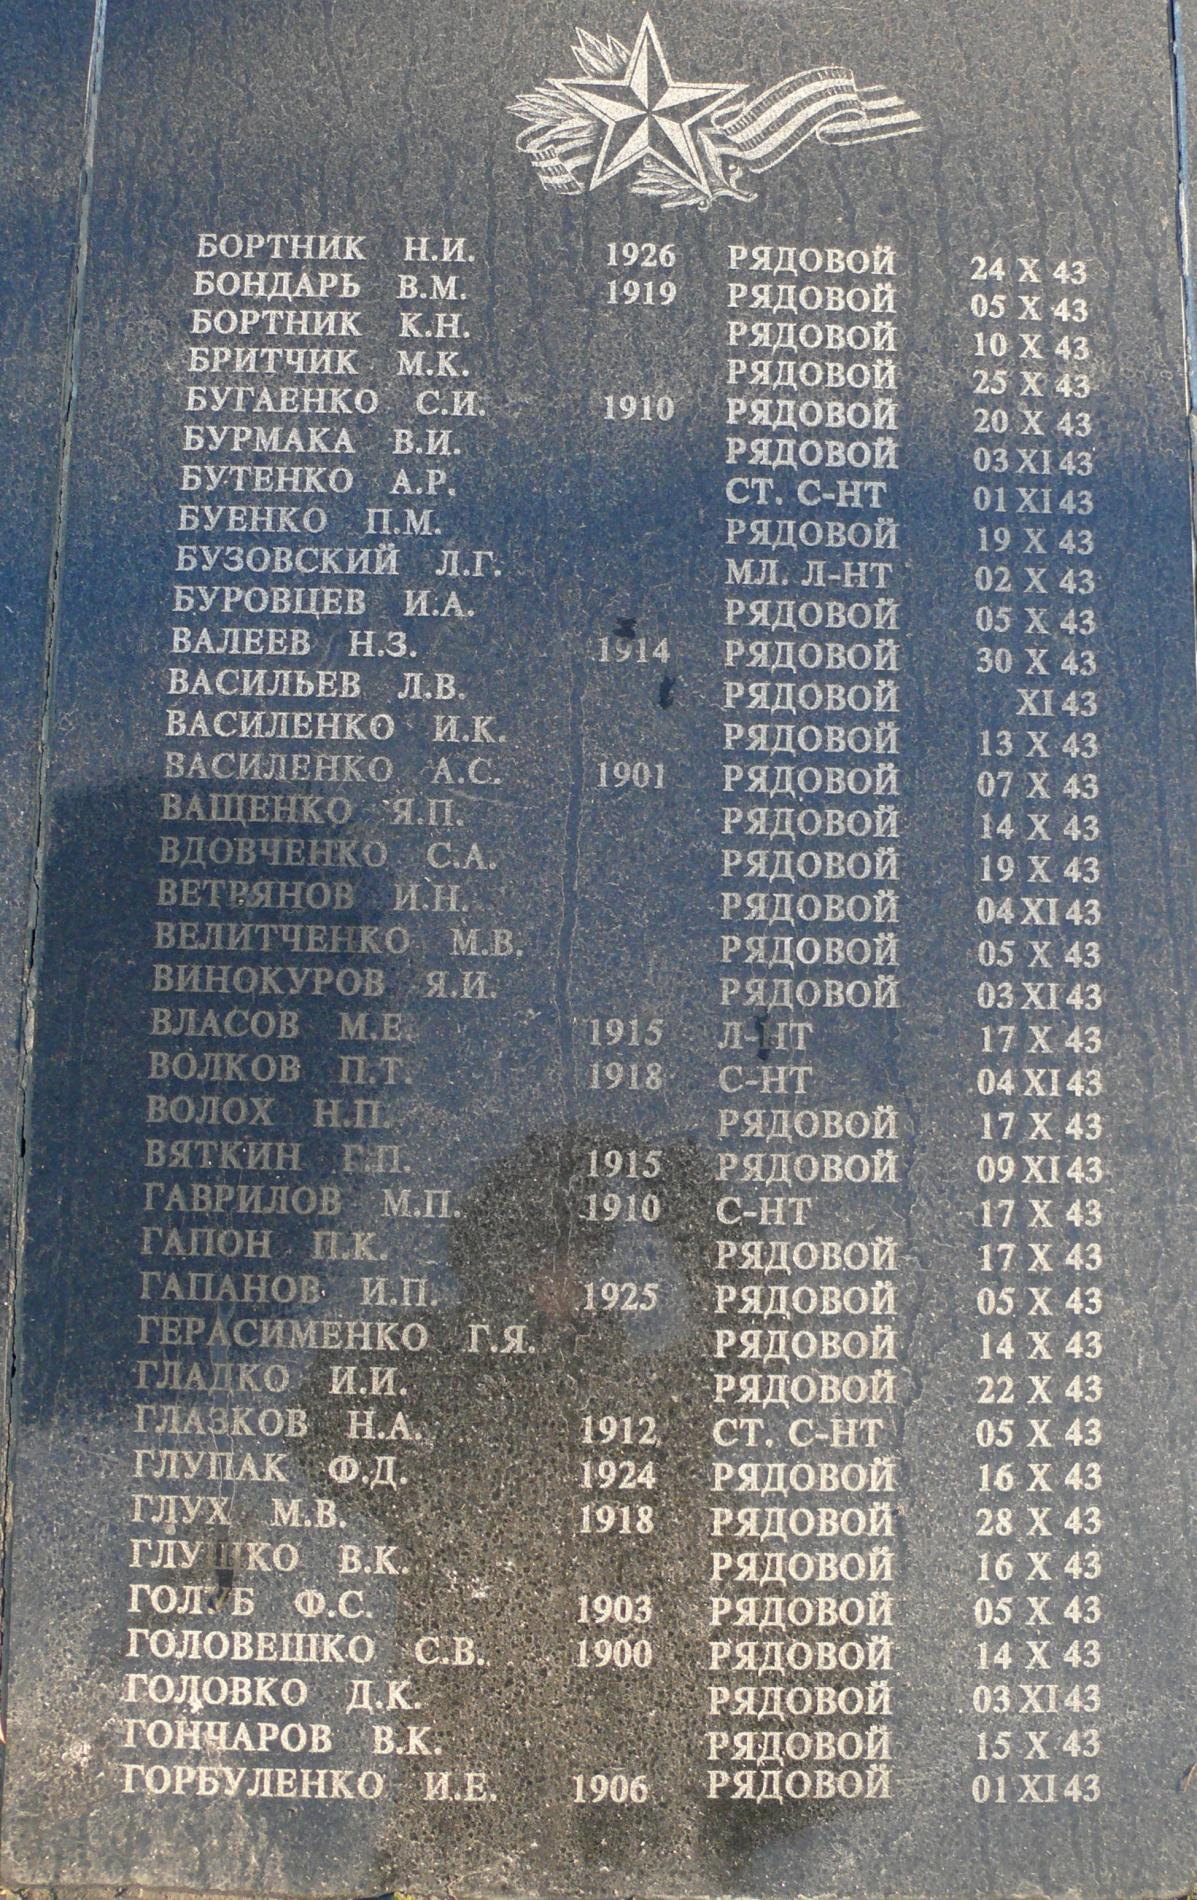 БОРТНИК Н.И. 1926 РЯДОВОЙ 24 X 43
БОНДАРЬ В.М. 1919 РЯДОВОЙ 05 X 43
БОРТНИК К.Н. РЯДОВОЙ 10 X 43
БРИТЧИК М.К. РЯДОВОЙ 25 X 43
БУГАЕНКО С.И. 1910 РЯДОВОЙ 20 X 43
БУРМАКА В.И. РЯДОВОЙ 03 XI 43
БУТЕНКО А.Р. СТ. С-НТ 01 XI 43
БУЕНКО П.М. РЯДОВОЙ 19 X 43
БУЗОВСКИЙ Л.Г. МЛ. Л-НТ 02 X 43
БУРОВЦЕВ И.А. РЯДОВОЙ 05 X 43
ВАЛЕЕВ Н.З. 1914 РЯДОВОЙ 30 X 43
ВАСИЛЬЕВ Л.В. РЯДОВОЙ XI 43
ВАСИЛЕНКО И.К. РЯДОВОЙ 13 X 43
ВАСИЛЕНКО А.С. 1901 РЯДОВОЙ 07 X 43
ВАЩЕНКО Я.П. РЯДОВОЙ 14 X 43
ВДОВЧЕНКО С.А. РЯДОВОЙ 19 X 43
ВЕТРЯНОВ И.Н. РЯДОВОЙ 04 XI 43
ВЕЛИТЧЕНКО М.В. РЯДОВОЙ 05 X 43
ВИНОКУРОВ Я.И. РЯДОВОЙ 03 XI 43
ВЛАСОВ М.Е. 1915 Л-НТ 17 X 43
ВОЛКОВ П.Т. 1918 С-НТ 04 XI 43
ВОЛОХ Н.П. РЯДОВОЙ 17 X 43
ВЯТКИН Г.П. 1915 РЯДОВОЙ 09 XI 43
ГАВРИЛОВ М.П. 1910 С-НТ 17 X 43
ГАПОН П.К. РЯДОВОЙ 17 X 43
ГАПАНОВ И.П. 1925 РЯДОВОЙ 05 X 43
ГЕРАСИМЕНКО Г.Я. РЯДОВОЙ 14 X 43
ГЛАДКО И.И. РЯДОВОЙ 22 X 43
ГЛАЗКОВ Н.А. 1912 СТ. С-НТ 05 X 43
ГЛУПАК Ф.Д. 1924 РЯДОВОЙ 16 X 43
ГЛУХ М.В. 1918 РЯДОВОЙ 28 X 43
ГЛУШКО В.К. РЯДОВОЙ 16 X 43
ГОЛУБ Ф.С. 1903 РЯДОВОЙ 05 X 43
ГОЛОВЕШКО С.В. 1900 РЯДОВОЙ 14 X 43
ГОЛОВКО Д.К. РЯДОВОЙ 03 XI 43
ГОНЧАРОВ В.К. РЯДОВОЙ 15 X 43
ГОРБУЛЕНКО И.Е. 1906 РЯДОВОЙ 01 XI 43